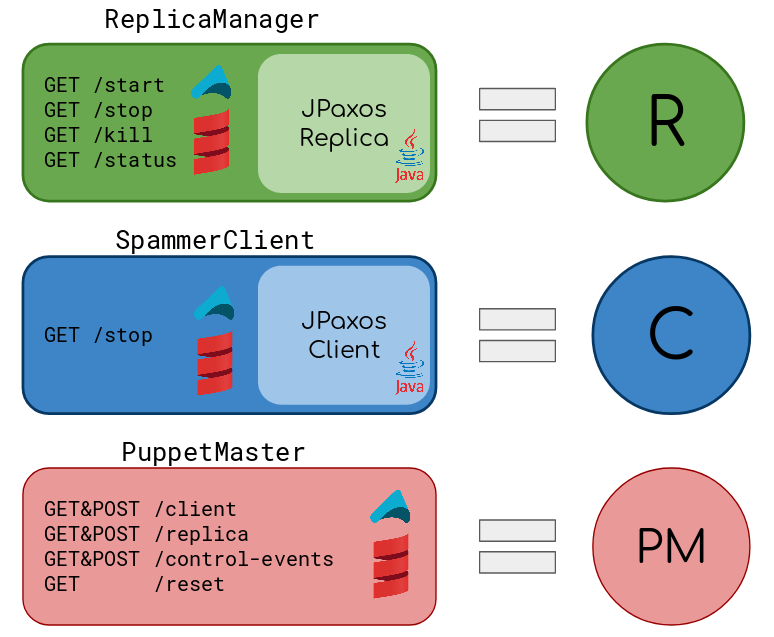 ReplicaManager
GET /start
GET /stop
GET /kill
GET /status
JPaxos
Replica
Java
R
SpammerClient
GET /stop
JPaxos
Client
Java
C
PuppetMaster
GET&POST /client
GET&POST /replica
GET&POST /control-events
GET /reset
PM